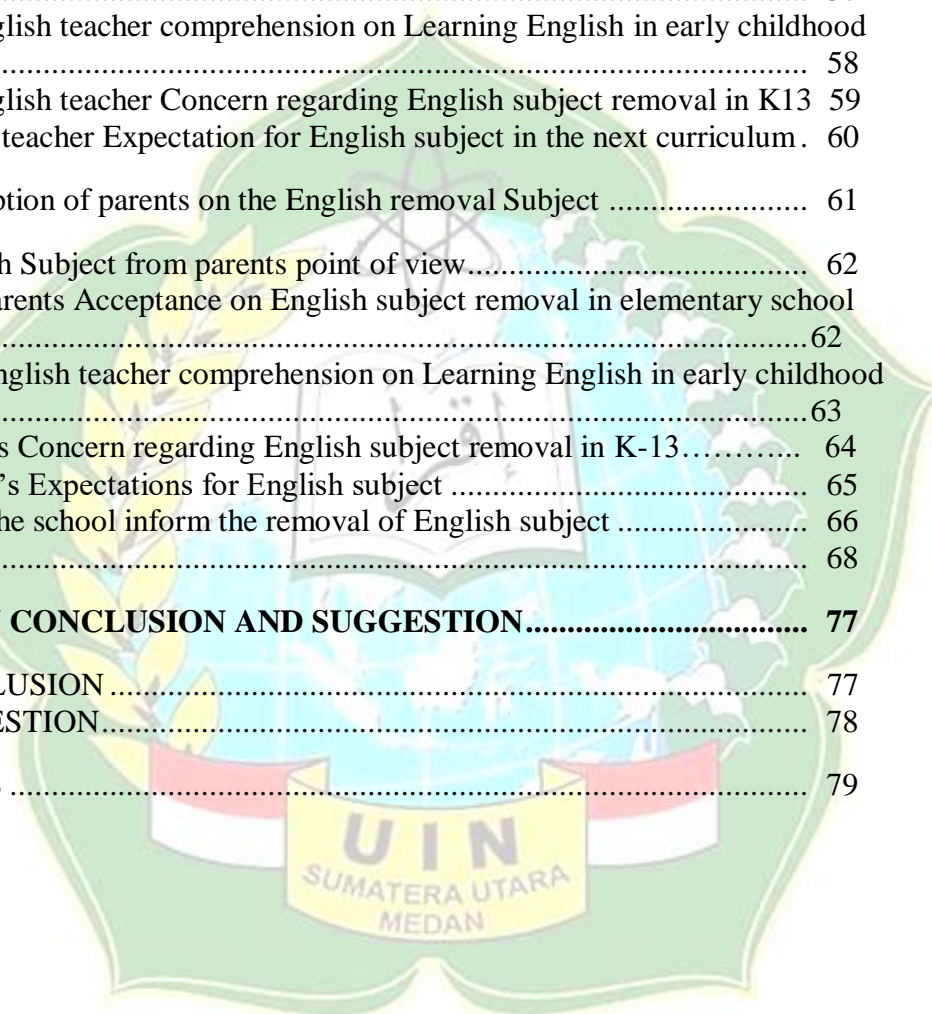 glish teacher comprehension on Learning English in early childhood
.................... 58
glish teacher Concern regarding English subject removal in K13 59
teacher Expectation for English subject in the next curriculum . 60
ption of parents on the English removal Subject .................... 61
h Subject from parents point of view.................... 62
arents Acceptance on English subject removal in elementary school
....................62
nglish teacher comprehension on Learning English in early childhood
....................63
s Concern regarding English subject removal in K-13………... 64
's Expectations for English subject .................... 65
he school inform the removal of English subject .................... 66
.................... 68
CONCLUSION AND SUGGESTION.................... 77
LUSION .................... 77
ESTION.................... 78
.................... 79
UIN
SUMATERA UTARA
MEDAN